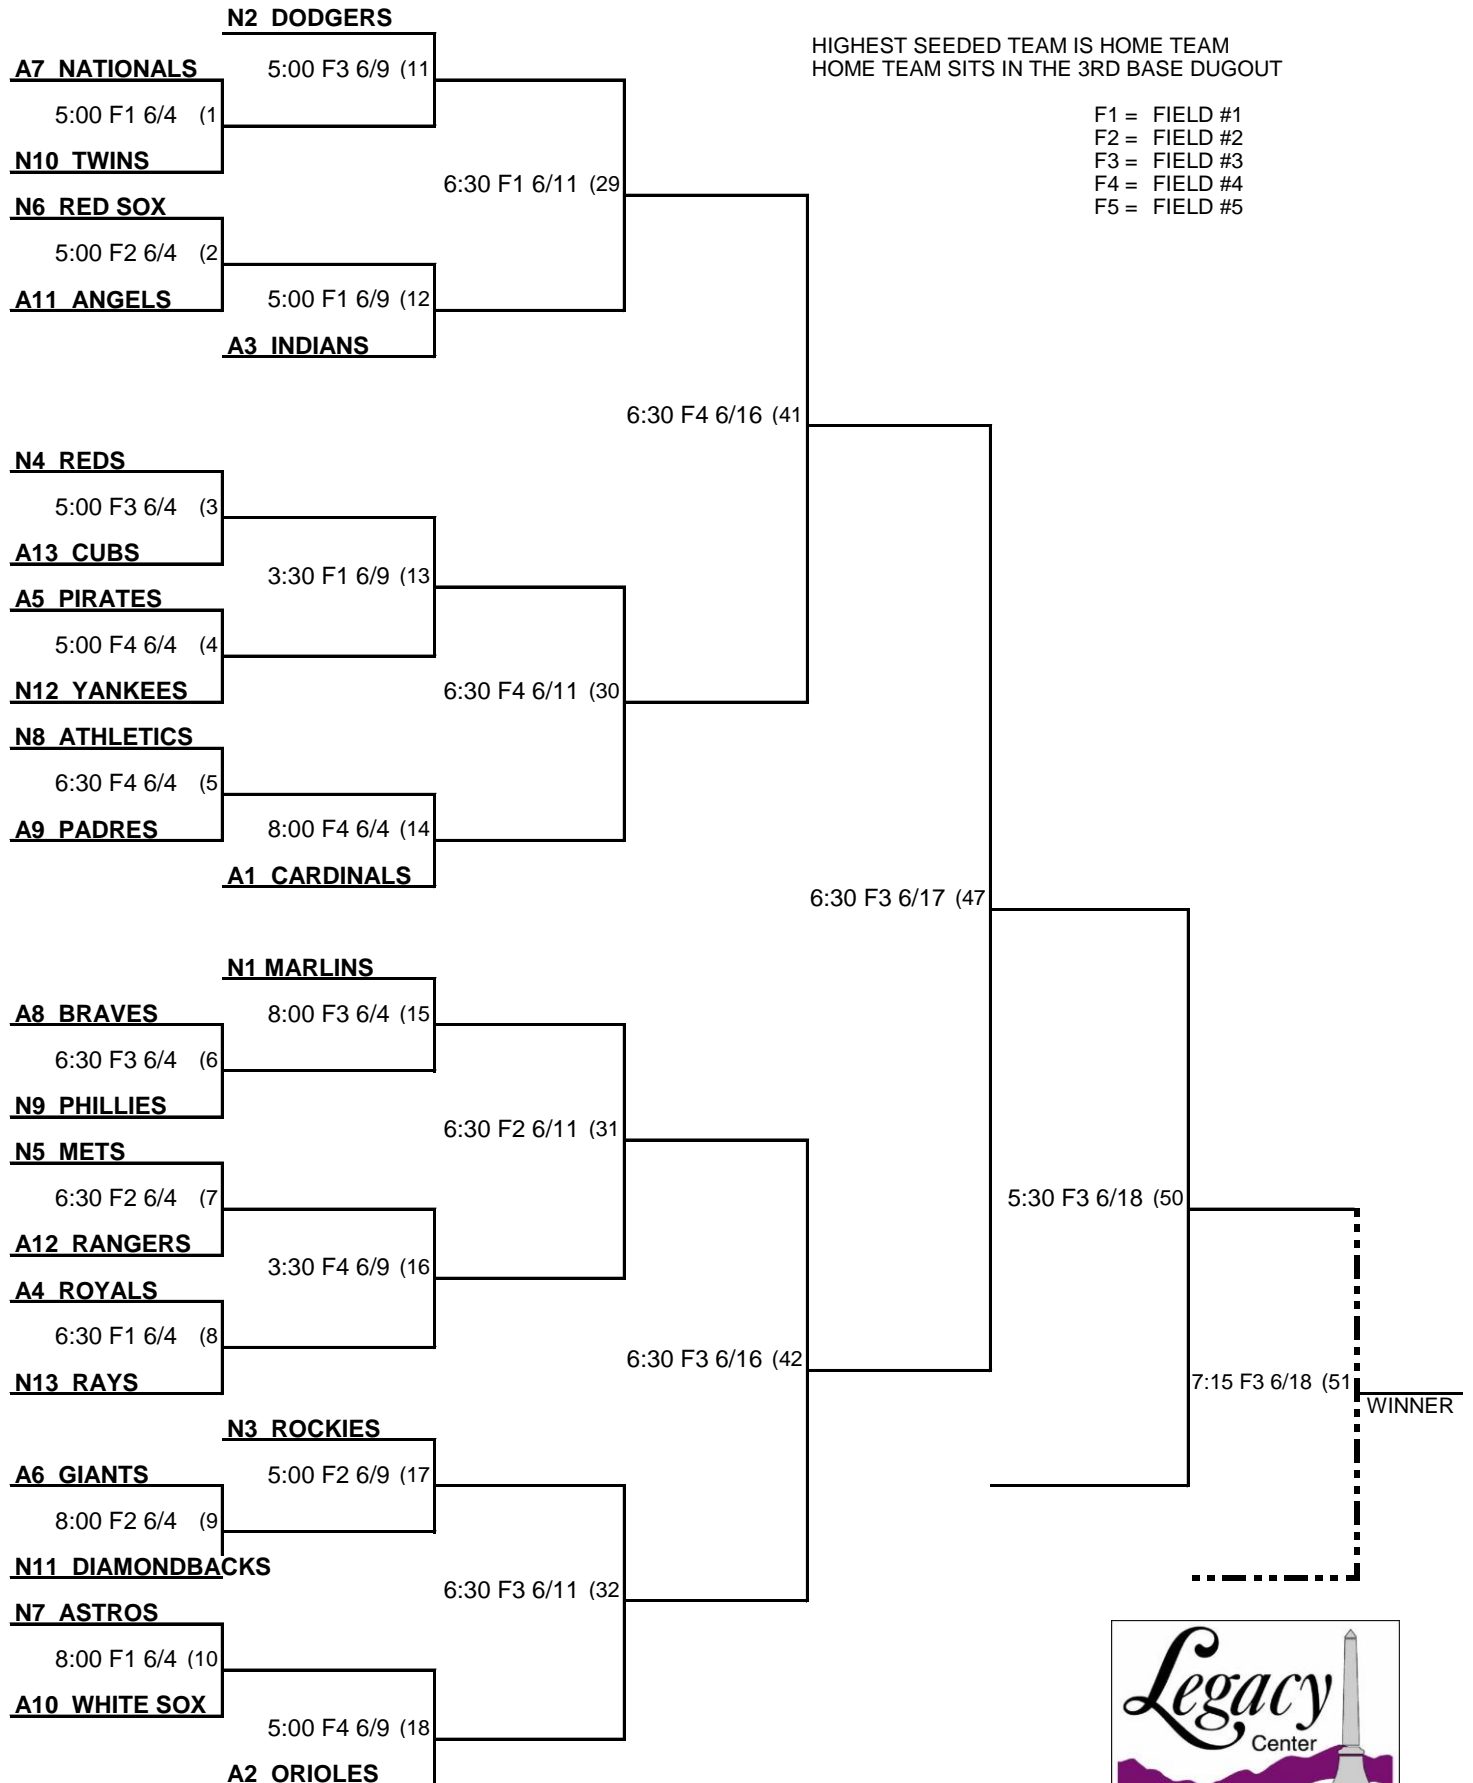 N2 DODGERS
HIGHEST SEEDED TEAM IS HOME TEAM
HOME TEAM SITS IN THE 3RD BASE DUGOUT
A7 NATIONALS
5:00 F3 6/9 (11
5:00 F1 6/4 (1
N10 TWINS
F1 = FIELD #1
F2 = FIELD #2
F3 = FIELD #3
F4 = FIELD #4
F5 = FIELD #5
6:30 F1 6/11 (29
N6 RED SOX
5:00 F2 6/4 (2
A11 ANGELS
5:00 F1 6/9 (12
A3 INDIANS
6:30 F4 6/16 (41
N4 REDS
5:00 F3 6/4 (3
A13 CUBS
3:30 F1 6/9 (13
A5 PIRATES
5:00 F4 6/4 (4
N12 YANKEES
6:30 F4 6/11 (30
N8 ATHLETICS
6:30 F4 6/4 (5
A9 PADRES
8:00 F4 6/4 (14
A1 CARDINALS
6:30 F3 6/17 (47
N1 MARLINS
A8 BRAVES
8:00 F3 6/4 (15
6:30 F3 6/4 (6
N9 PHILLIES
6:30 F2 6/11 (31
N5 METS
6:30 F2 6/4 (7
5:30 F3 6/18 (50
A12 RANGERS
3:30 F4 6/9 (16
A4 ROYALS
6:30 F1 6/4 (8
N13 RAYS
6:30 F3 6/16 (42
7:15 F3 6/18 (51
WINNER
N3 ROCKIES
A6 GIANTS
5:00 F2 6/9 (17
8:00 F2 6/4 (9
N11 DIAMONDBACKS
6:30 F3 6/11 (32
N7 ASTROS
8:00 F1 6/4 (10
A10 WHITE SOX
5:00 F4 6/9 (18
A2 ORIOLES
Legacy
Center